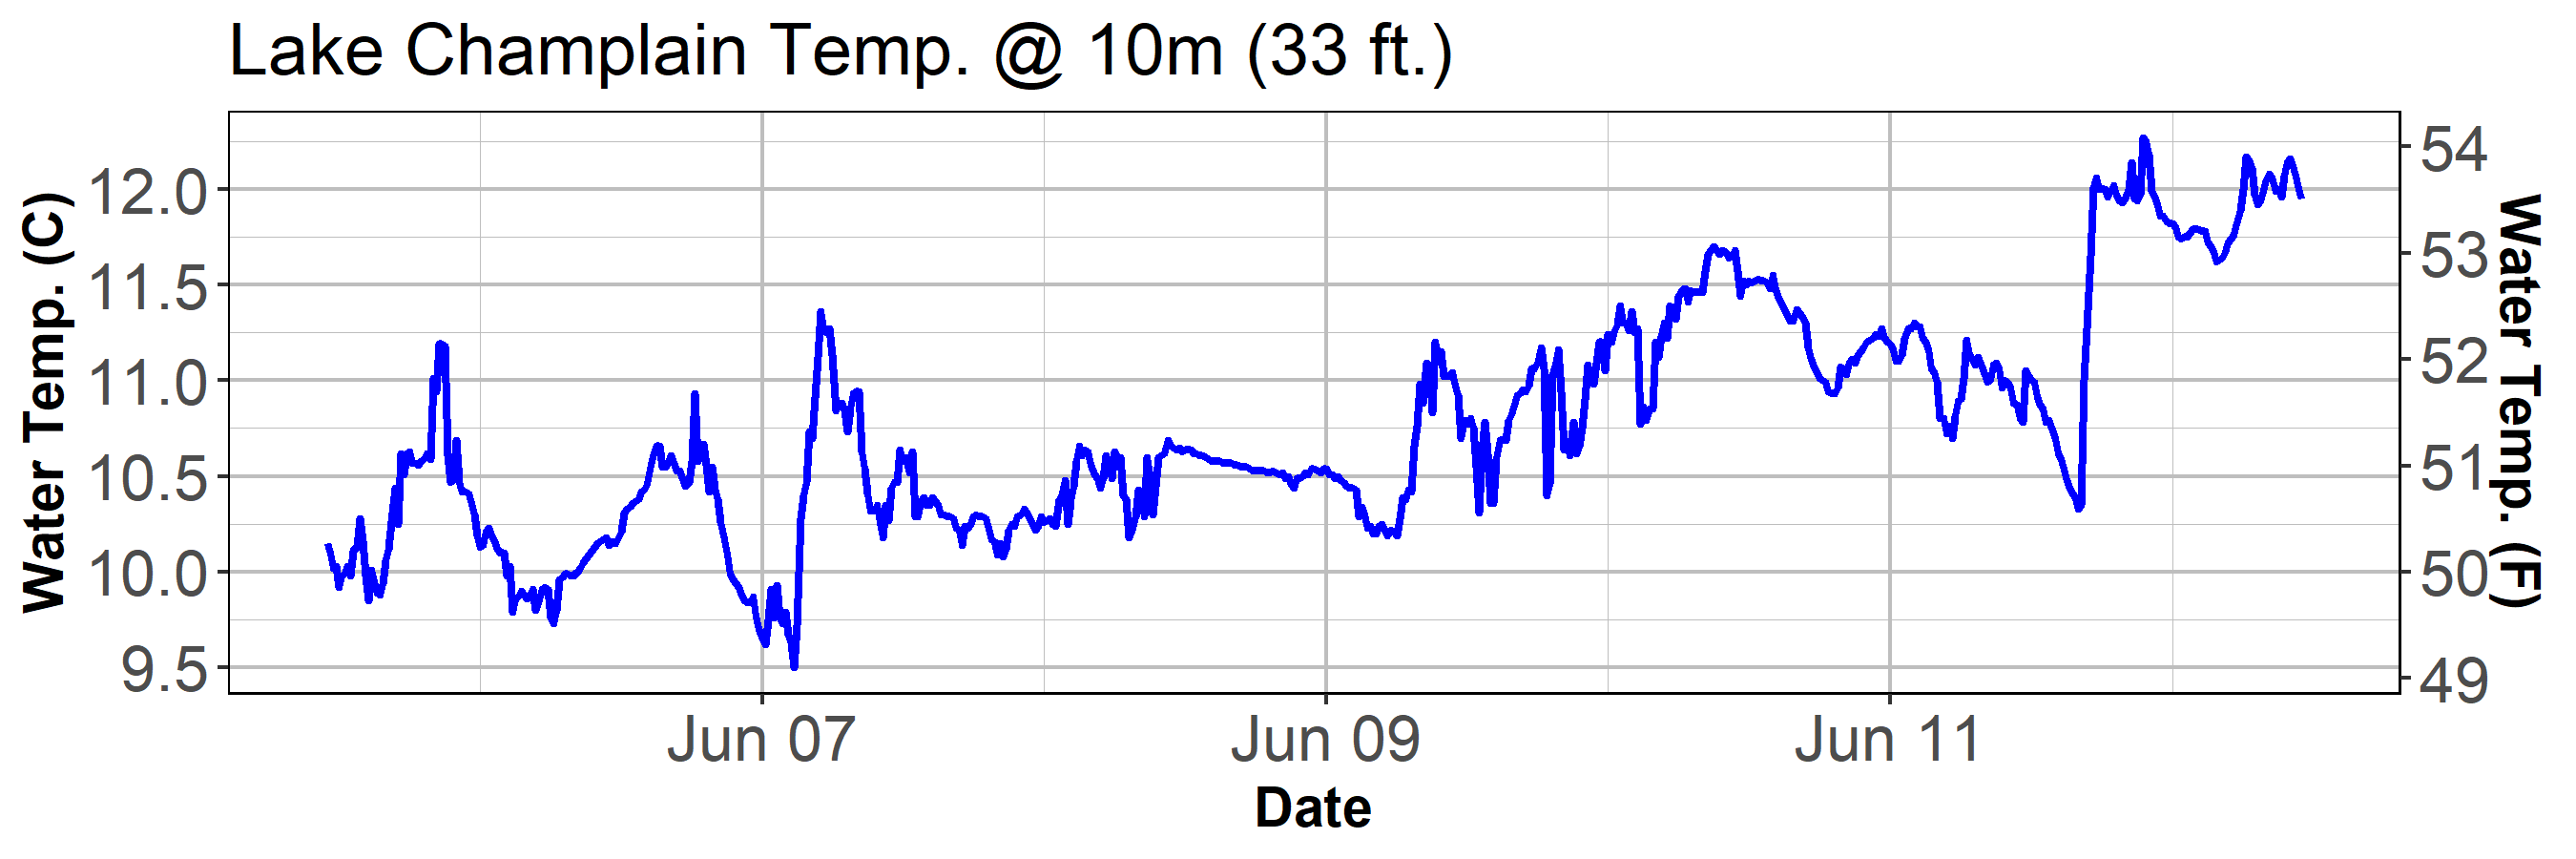 Lake Champlain Temp. @ 10m (33 ft.)
Water Temp. (C)
12.0
11.5
11.0
10.5
10.0
9.5
54
53
52
51
50
49
Water Temp. (F)
Jun 07
Jun 09
Jun 11
Date